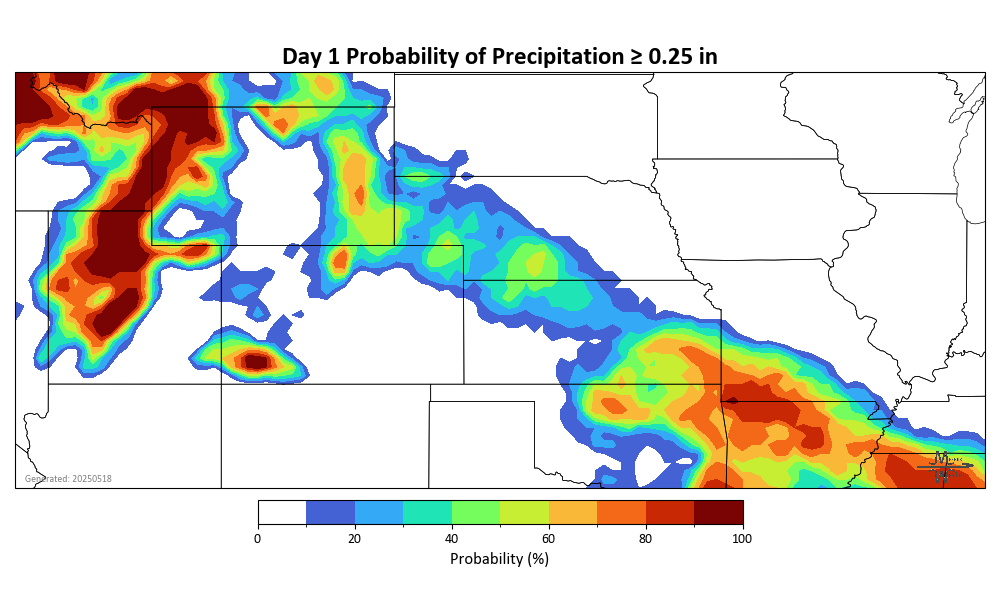 Day 1 Probability of Precipitation ≥ 0.25 in
Generated: 20250518
0 20 40 60 80 100
Probability (%)